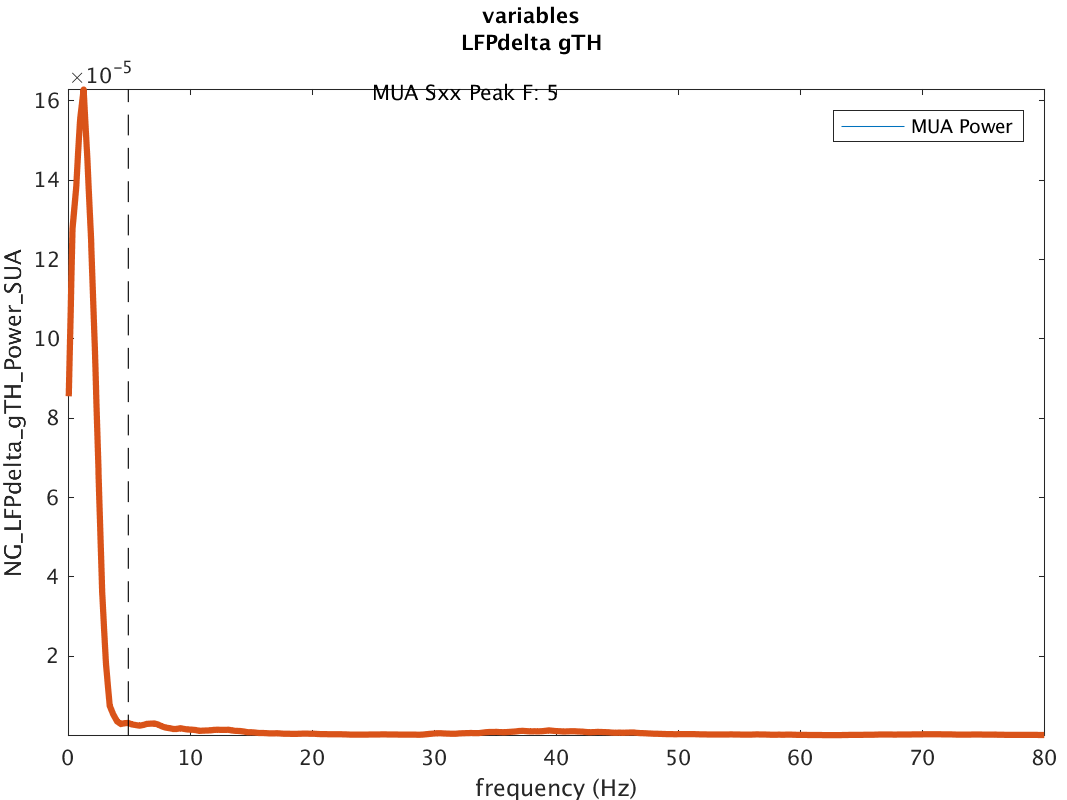 variables
LFPdelta gTH
×10⁻⁵
MUA Sxx Peak F: 5
MUA Power
16
14
12
10
8
6
4
2
NG_LFPdelta_gTH_Power_SUA
0 10 20 30 40 50 60 70 80
frequency (Hz)